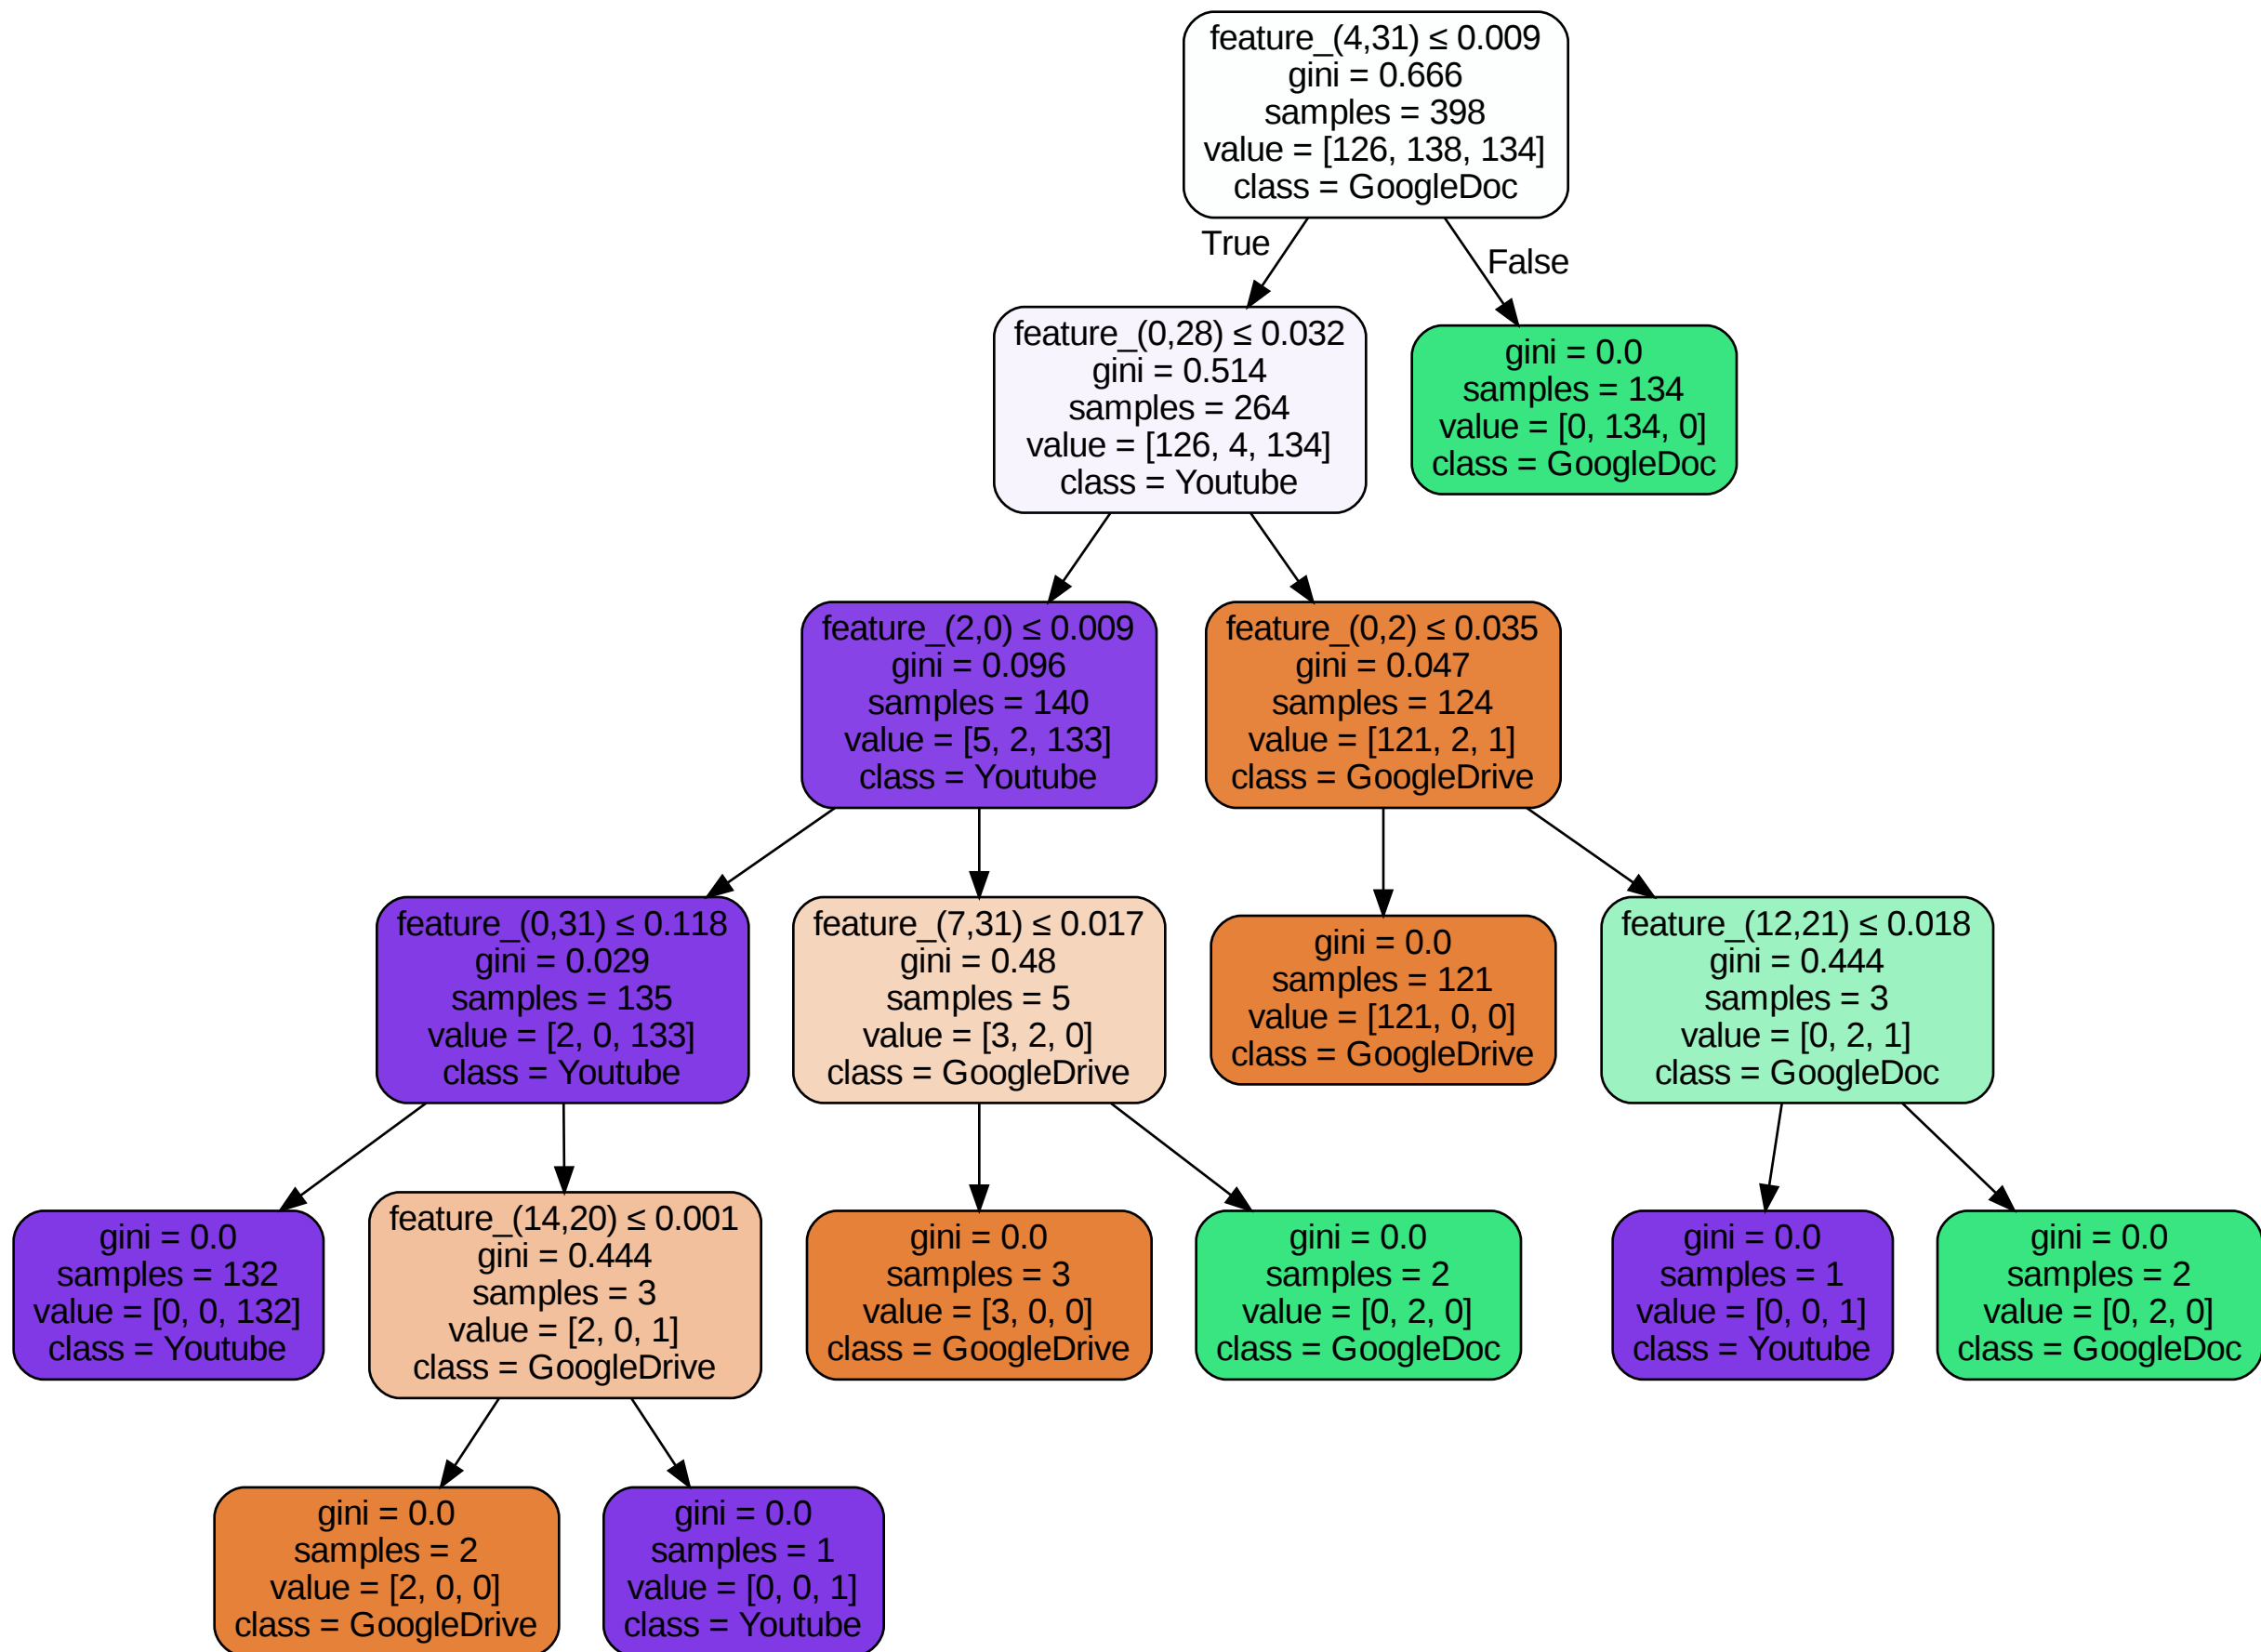 feature_(4,31) ≤ 0.009
gini = 0.666
samples = 398
value = [126, 138, 134]
class = GoogleDoc
True
False
feature_(0,28) ≤ 0.032
gini = 0.514
samples = 264
value = [126, 4, 134]
class = Youtube
gini = 0.0
samples = 134
value = [0, 134, 0]
class = GoogleDoc
feature_(2,0) ≤ 0.009
gini = 0.096
samples = 140
value = [5, 2, 133]
class = Youtube
feature_(0,2) ≤ 0.035
gini = 0.047
samples = 124
value = [121, 2, 1]
class = GoogleDrive
feature_(0,31) ≤ 0.118
gini = 0.029
samples = 135
value = [2, 0, 133]
class = Youtube
feature_(7,31) ≤ 0.017
gini = 0.48
samples = 5
value = [3, 2, 0]
class = GoogleDrive
gini = 0.0
samples = 121
value = [121, 0, 0]
class = GoogleDrive
feature_(12,21) ≤ 0.018
gini = 0.444
samples = 3
value = [0, 2, 1]
class = GoogleDoc
gini = 0.0
samples = 132
value = [0, 0, 132]
class = Youtube
feature_(14,20) ≤ 0.001
gini = 0.444
samples = 3
value = [2, 0, 1]
class = GoogleDrive
gini = 0.0
samples = 3
value = [3, 0, 0]
class = GoogleDrive
gini = 0.0
samples = 2
value = [0, 2, 0]
class = GoogleDoc
gini = 0.0
samples = 1
value = [0, 0, 1]
class = Youtube
gini = 0.0
samples = 2
value = [0, 2, 0]
class = GoogleDoc
gini = 0.0
samples = 2
value = [2, 0, 0]
class = GoogleDrive
gini = 0.0
samples = 1
value = [0, 0, 1]
class = Youtube